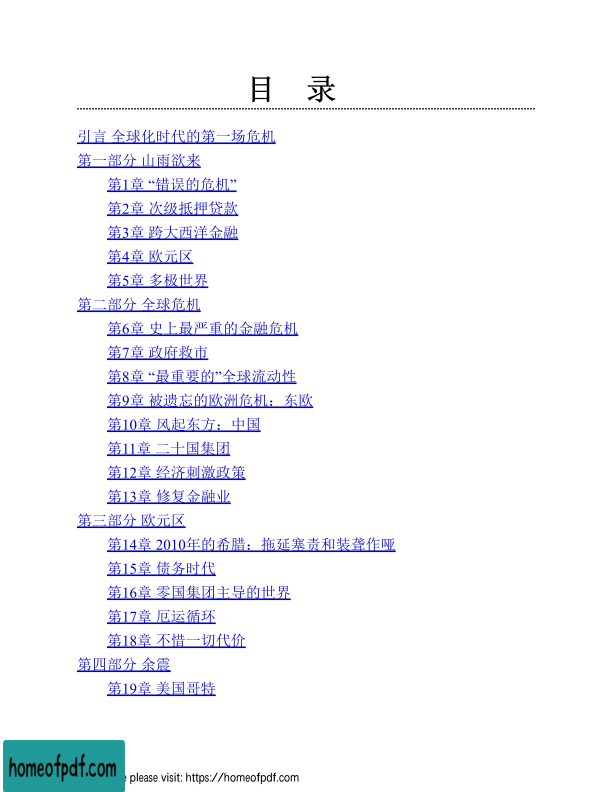 目 录
引言 全球化时代的第一场危机
第一部分 山雨欲来
第1章 “错误的危机”
第2章 次级抵押贷款
第3章 跨大西洋金融
第4章 欧元区
第5章 多极世界
第二部分 全球危机
第6章 史上最严重的金融危机
第7章 政府救市
第8章 “最重要的”全球流动性
第9章 被遗忘的欧洲危机：东欧
第10章 风起东方：中国
第11章 二十国集团
第12章 经济刺激政策
第13章 修复金融业
第三部分 欧元区
第14章 2010年的希腊：拖延塞责和装聋作哑
第15章 债务时代
第16章 零国集团主导的世界
第17章 厄运循环
第18章 不惜一切代价
第四部分 余震
第19章 美国哥特
homeofpdf.com
please visit: https://homeofpdf.com